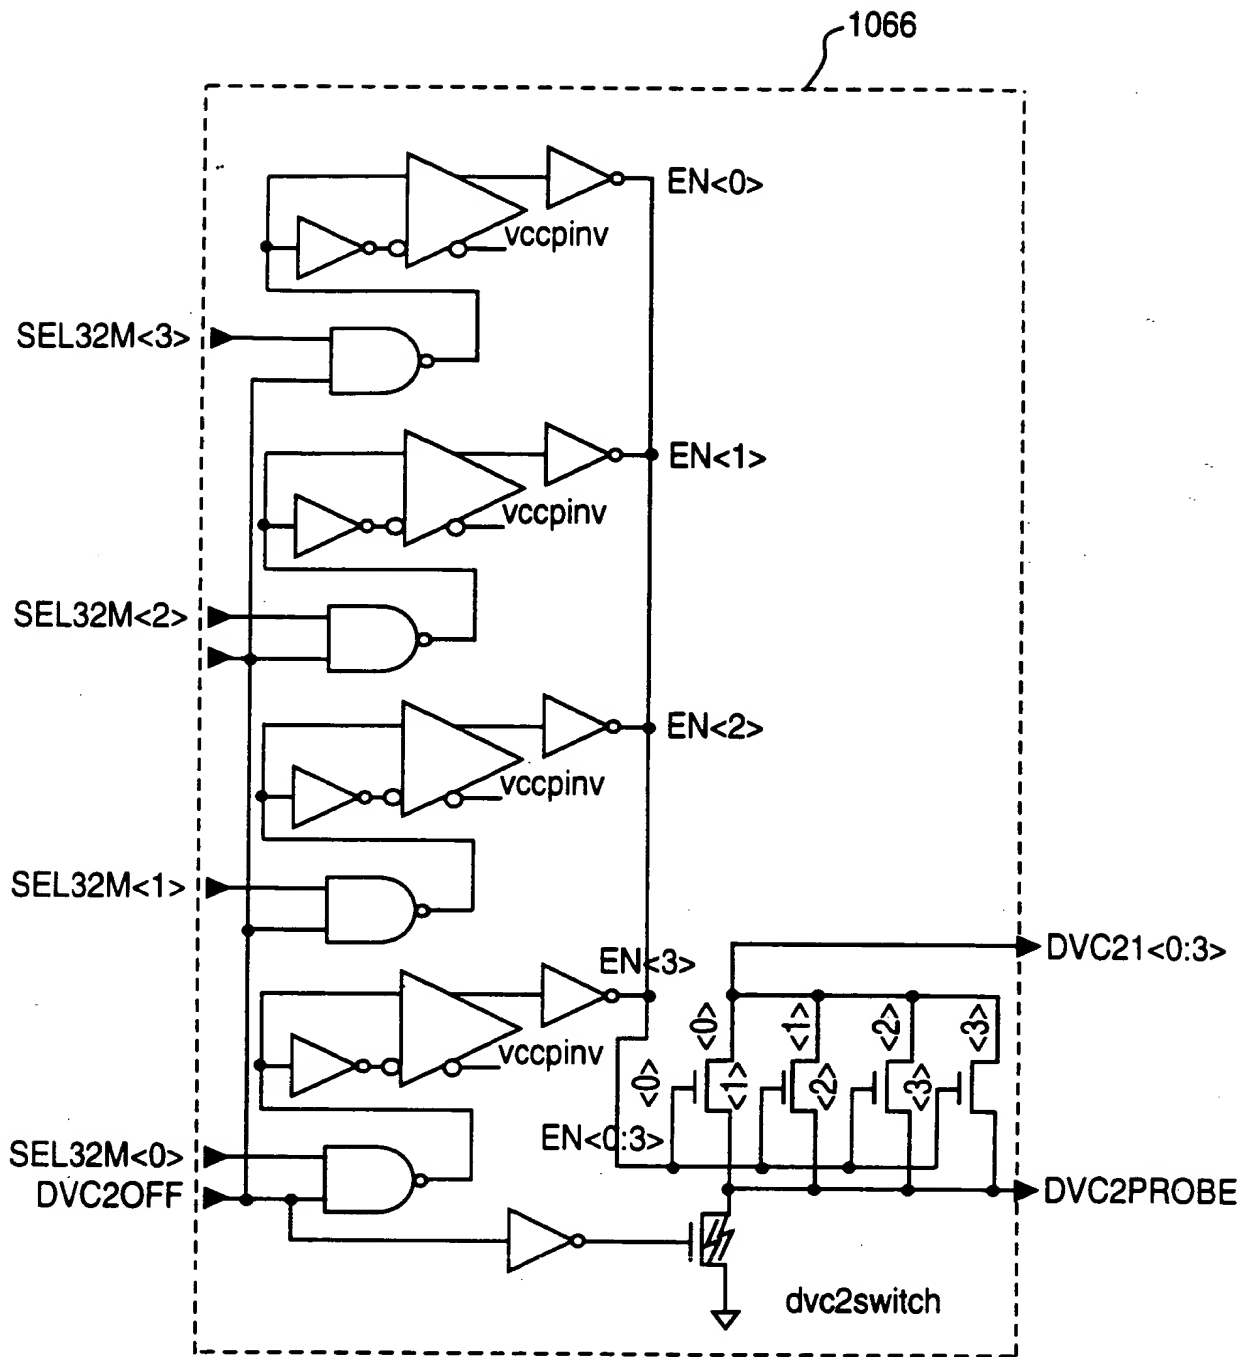 1066
EN<0>
vccpinv
SEL32M<3>
EN<1>
vccpinv
SEL32M<2>
EN<2>
vccpinv
SEL32M<1>
EN<3>
DVC21<0:3>
<0>
<1>
<2>
<3>
vccpinv
<0>
<1>
<2>
<3>
EN<0:3>
SEL32M<0>
DVC2OFF
DVC2PROBE
dvc2switch